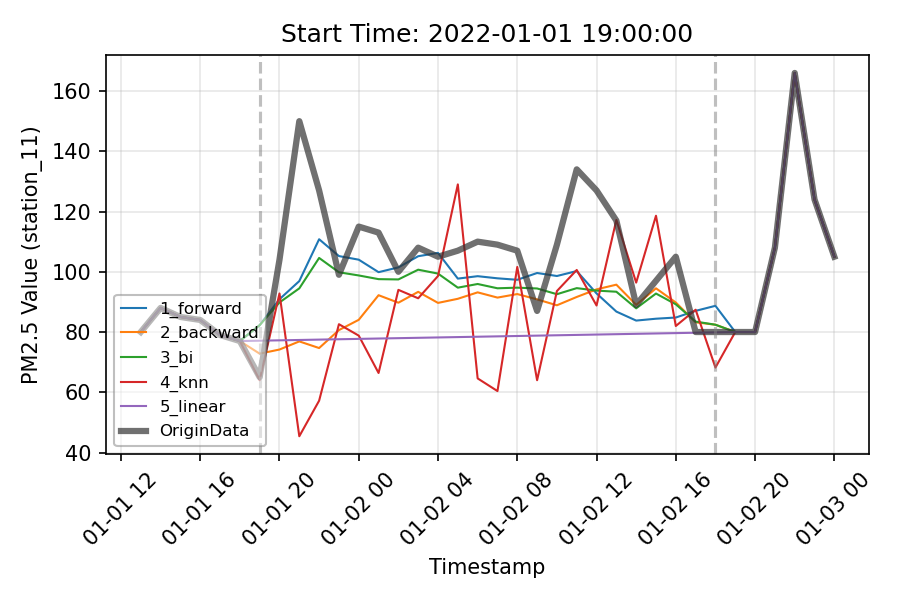 Start Time: 2022-01-01 19:00:00
PM2.5 Value (station_11)
160
140
120
100
80
60
40
1_forward
2_backward
3_bi
4_knn
5_linear
OriginData
01-01 12
01-01 16
01-01 20
01-02 00
01-02 04
01-02 08
01-02 12
01-02 16
01-02 20
01-03 00
Timestamp